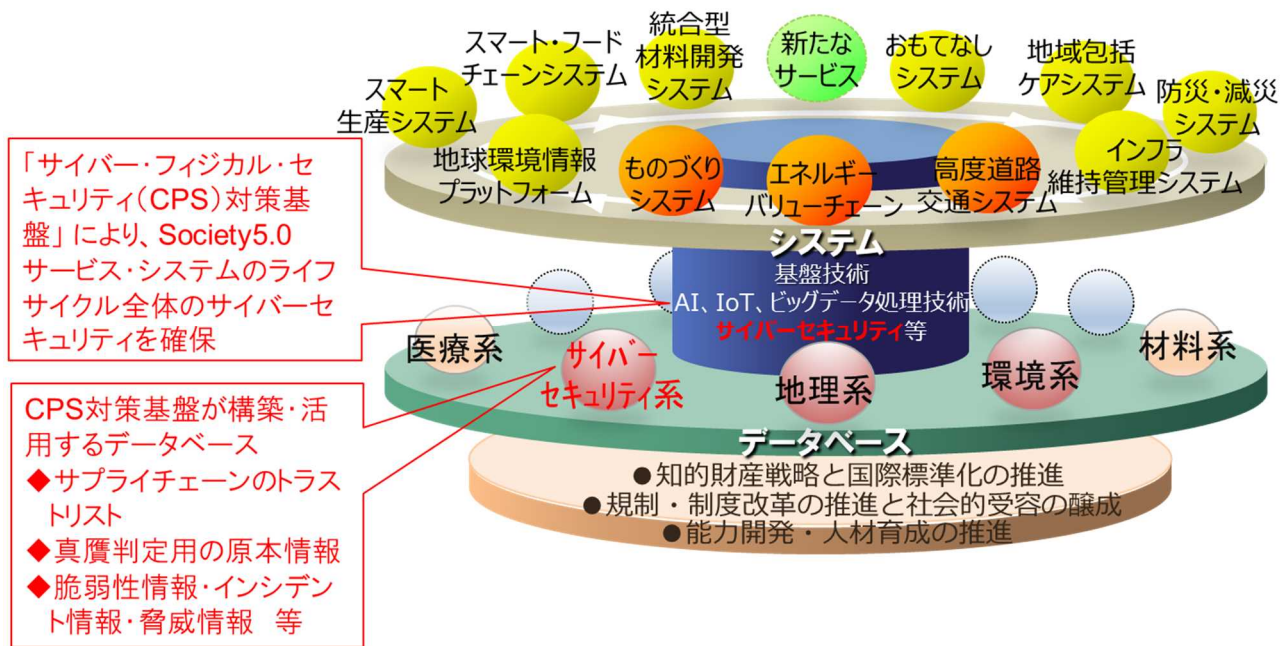 スマート・フード
チェーンシステム
統合型
材料開発
システム
新たな
サービス
おもてなし
システム
地域包括
ケアシステム
防災・減災
システム
スマート
生産システム
地球環境情報
プラットフォーム
ものづくり
システム
エネルギー
バリューチェーン
高度道路
交通システム
インフラ
維持管理システム
システム
基盤技術
AI、IoT、ビッグデータ処理技術
サイバーセキュリティ等
「サイバー・フィジカル・セ
キュリティ(CPS)対策基
盤」により、Society5.0
サービス・システムのライフ
サイクル全体のサイバーセ
キュリティを確保
医療系
サイバー
セキュリティ系
地理系
環境系
材料系
データベース
CPS対策基盤が構築・活
用するデータベース
◆サプライチェーンのトラス
トリスト
◆真贋判定用の原本情報
◆脆弱性情報・インシデン
ト情報・脅威情報 等
●知的財産戦略と国際標準化の推進
●規制・制度改革の推進と社会的受容の醸成
●能力開発・人材育成の推進